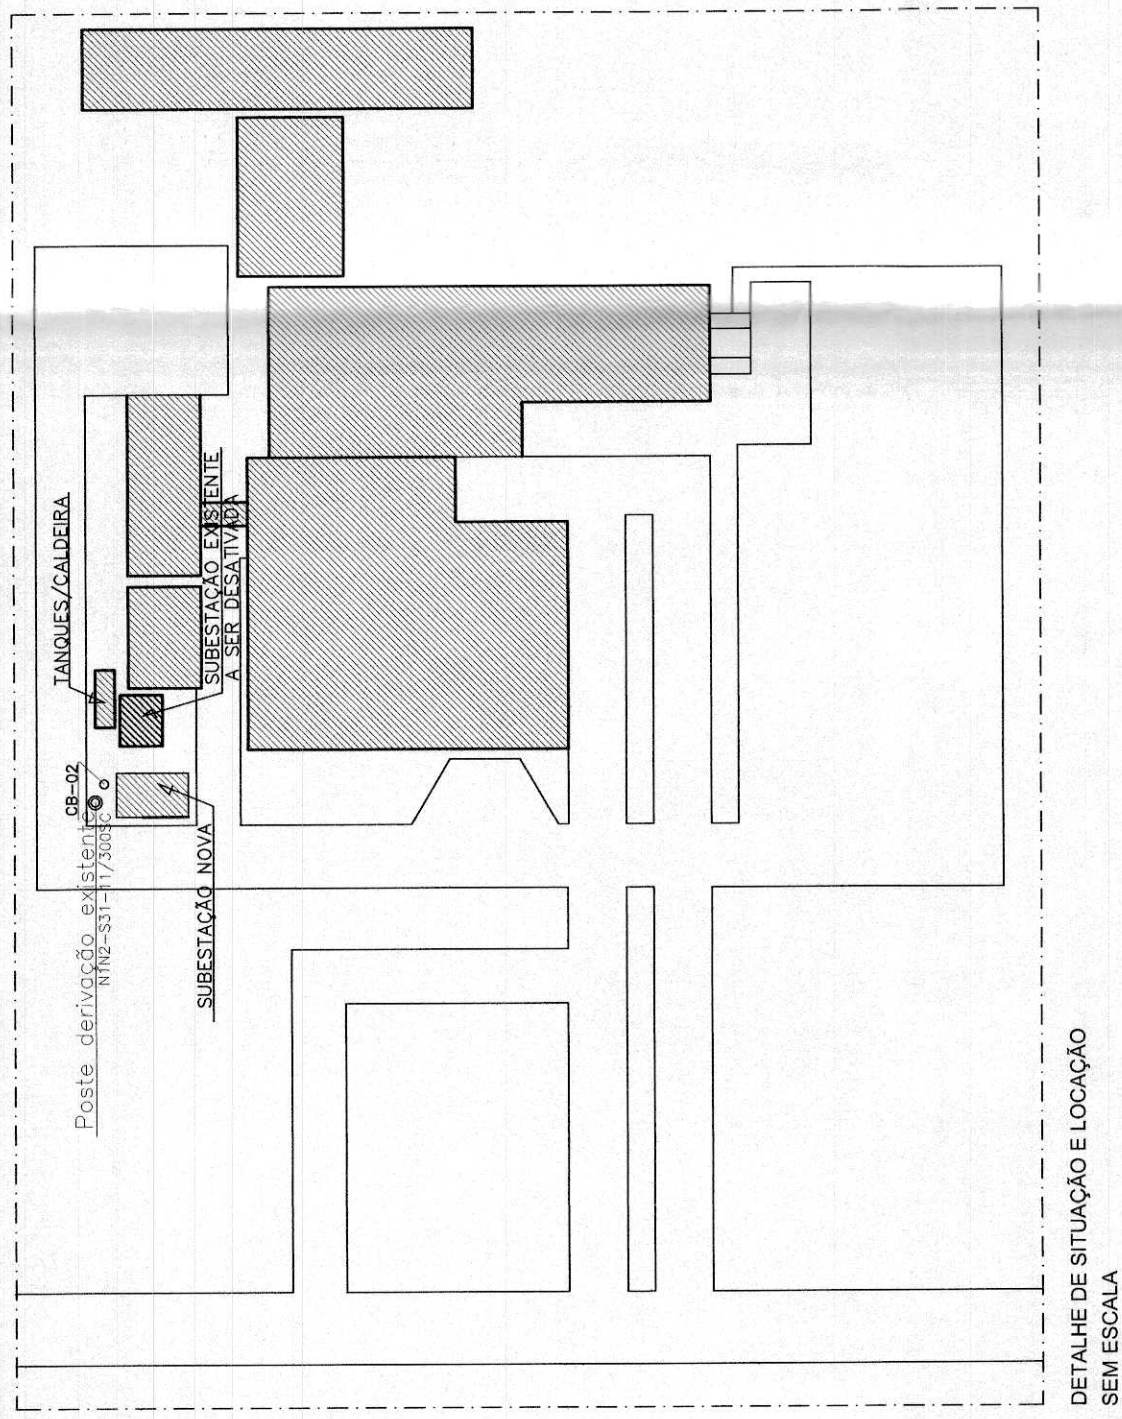 TANQUES/CALDEIRA
SUBESTAÇÃO EXISTENTE
A SER DESATIVADA
CB-02
Poste derivação existente
N1N2-S31-11/300SC
SUBESTAÇÃO NOVA
DETALHE DE SITUAÇÃO E LOCAÇÃO
SEM ESCALA